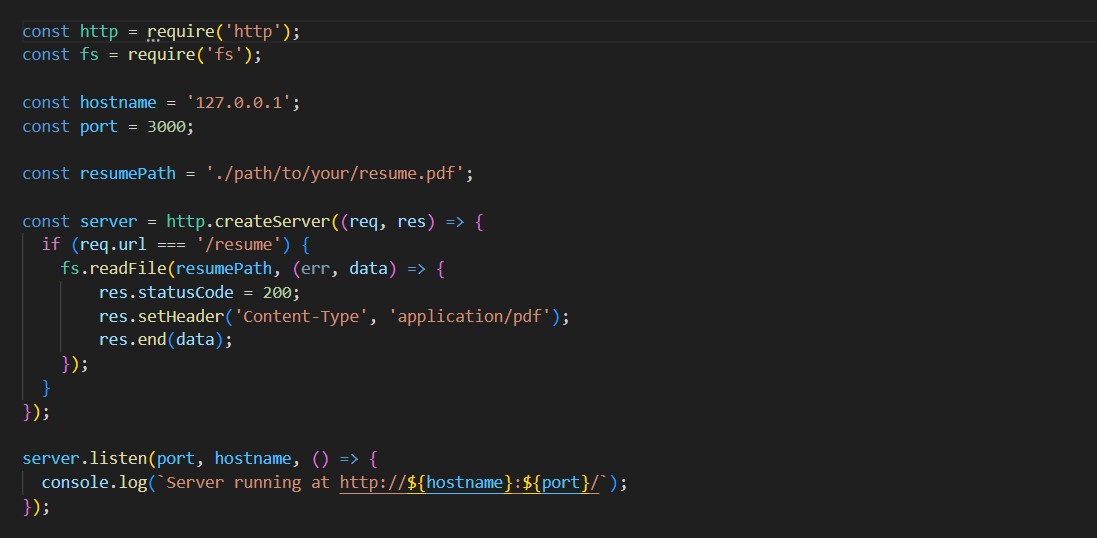 const http = require('http');
const fs = require('fs');
const hostname = '127.0.0.1';
const port = 3000;
const resumePath = './path/to/your/resume.pdf';
const server = http.createServer((req, res) => {
  if (req.url === '/resume') {
    fs.readFile(resumePath, (err, data) => {
        res.statusCode = 200;
        res.setHeader('Content-Type', 'application/pdf');
        res.end(data);
    });
  }
});
server.listen(port, hostname, () => {
  console.log(`Server running at http://${hostname}:${port}/`);
});